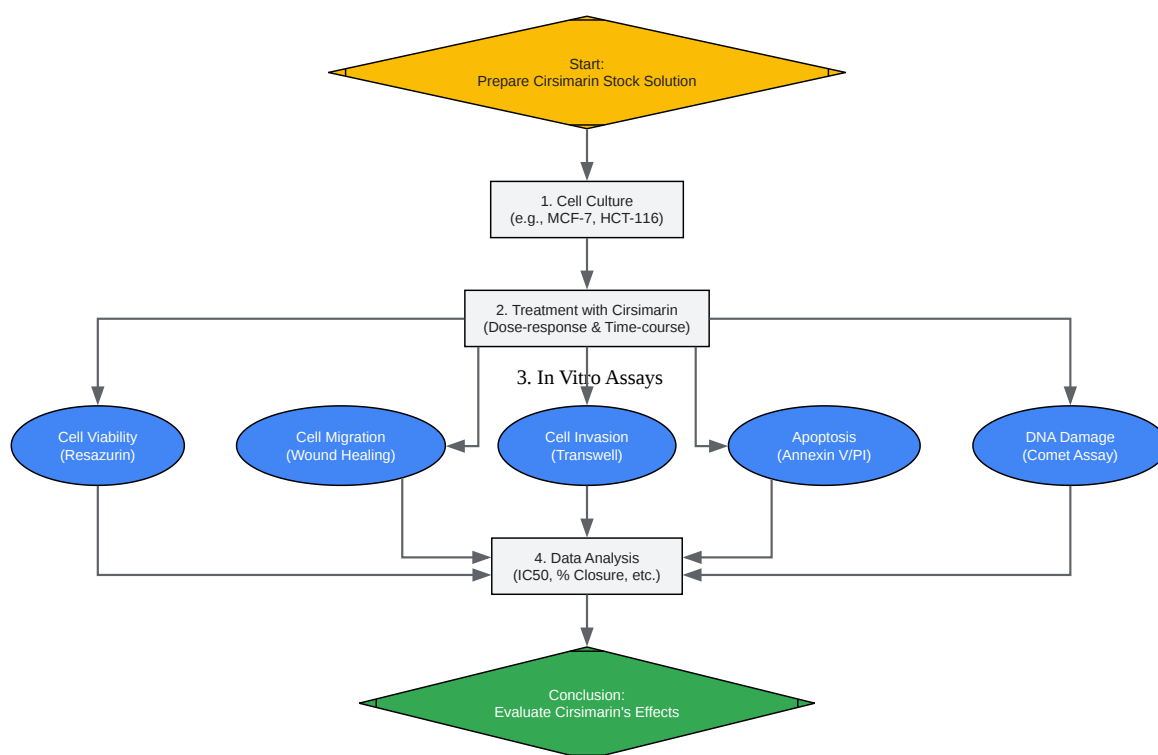 Start:
Prepare Cirsimarin Stock Solution
1. Cell Culture
(e.g., MCF-7, HCT-116)
2. Treatment with Cirsimarin
(Dose-response & Time-course)
3. In Vitro Assays
Cell Viability
(Resazurin)
Cell Migration
(Wound Healing)
Cell Invasion
(Transwell)
Apoptosis
(Annexin V/PI)
DNA Damage
(Comet Assay)
4. Data Analysis
(IC50, % Closure, etc.)
Conclusion:
Evaluate Cirsimarin's Effects